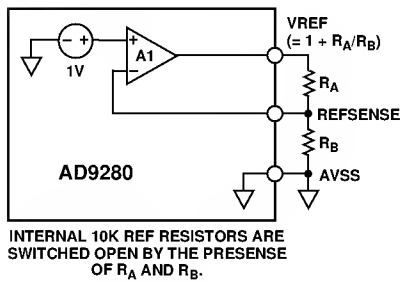 VREF
(= 1 + RA/RB)
− +
+
A1
1V
−
RA
REFSENSE
RB
AD9280
AVSS
INTERNAL 10K REF RESISTORS ARE
SWITCHED OPEN BY THE PRESENSE
OF RA AND RB.